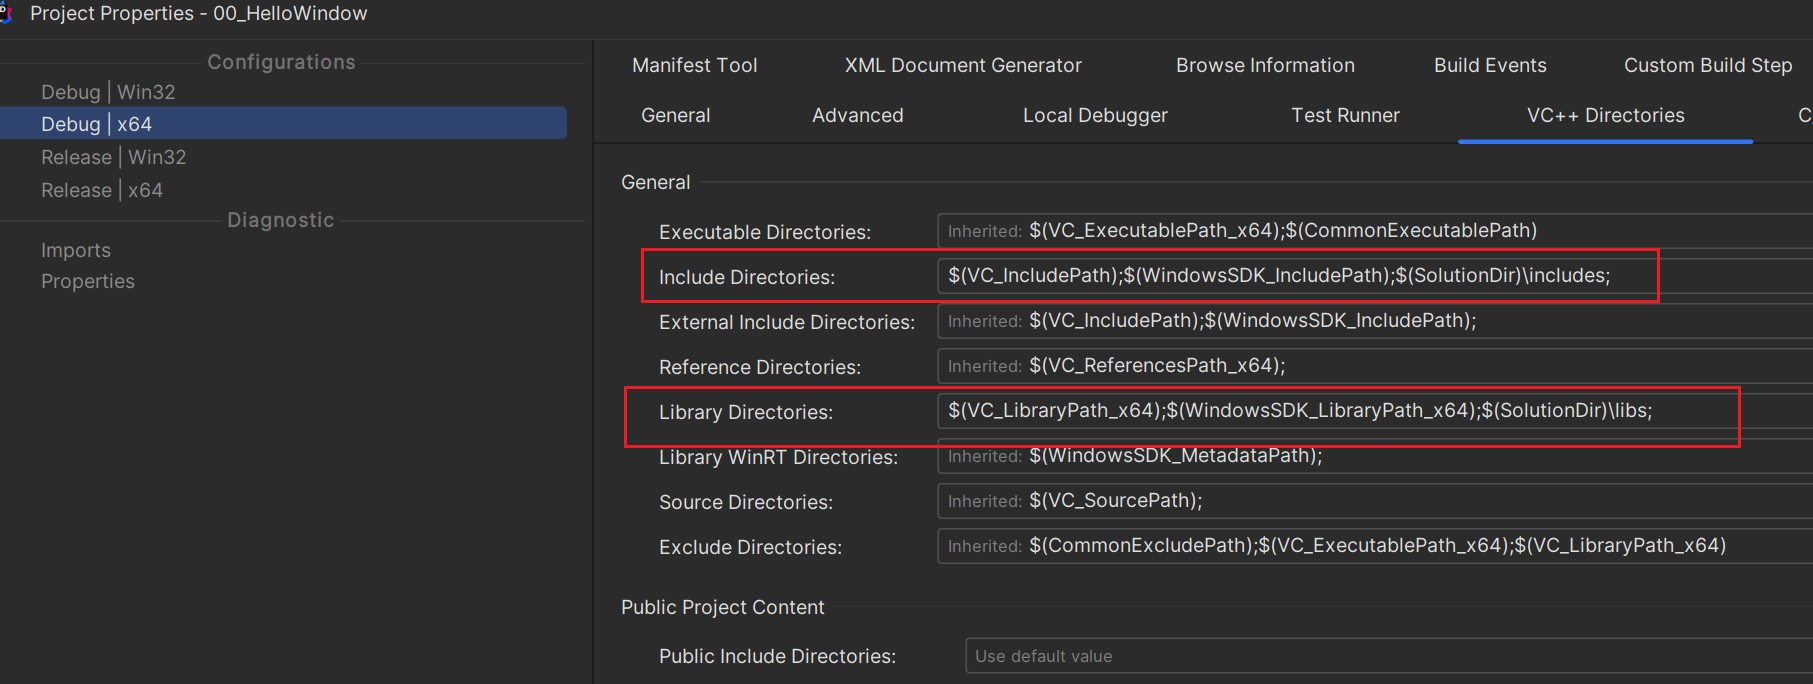 Project Properties - 00_HelloWindow
Configurations
Debug | Win32
Debug | x64
Release | Win32
Release | x64
Diagnostic
Imports
Properties
Manifest Tool XML Document Generator Browse Information Build Events Custom Build Step
General Advanced Local Debugger Test Runner VC++ Directories C
General
Executable Directories: Inherited: $(VC_ExecutablePath_x64);$(CommonExecutablePath)
Include Directories: $(VC_IncludePath);$(WindowsSDK_IncludePath);$(SolutionDir)\includes;
External Include Directories: Inherited: $(VC_IncludePath);$(WindowsSDK_IncludePath);
Reference Directories: Inherited: $(VC_ReferencesPath_x64);
Library Directories: $(VC_LibraryPath_x64);$(WindowsSDK_LibraryPath_x64);$(SolutionDir)\libs;
Library WinRT Directories: Inherited: $(WindowsSDK_MetadataPath);
Source Directories: Inherited: $(VC_SourcePath);
Exclude Directories: Inherited: $(CommonExcludePath);$(VC_ExecutablePath_x64);$(VC_LibraryPath_x64)
Public Project Content
Public Include Directories: Use default value